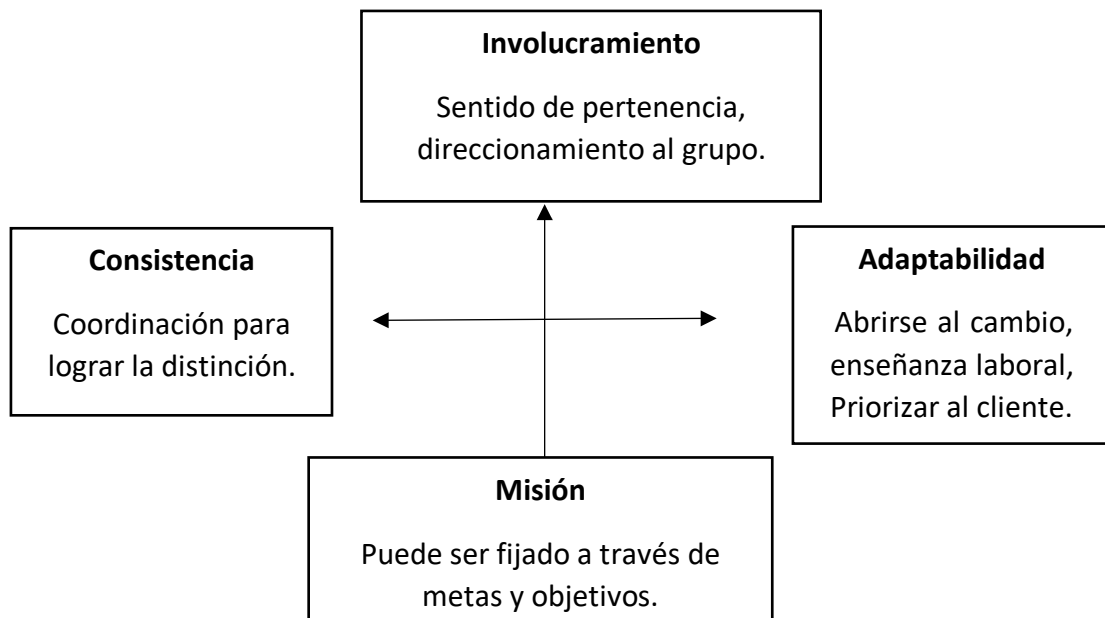 Involucramiento
Sentido de pertenencia,
direccionamiento al grupo.
Consistencia
Coordinación para
lograr la distinción.
Adaptabilidad
Abrirse al cambio,
enseñanza laboral,
Priorizar al cliente.
Misión
Puede ser fijado a través de
metas y objetivos.